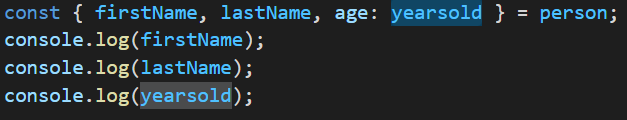 const { firstName, lastName, age: yearsold } = person;
console.log(firstName);
console.log(lastName);
console.log(yearsold);